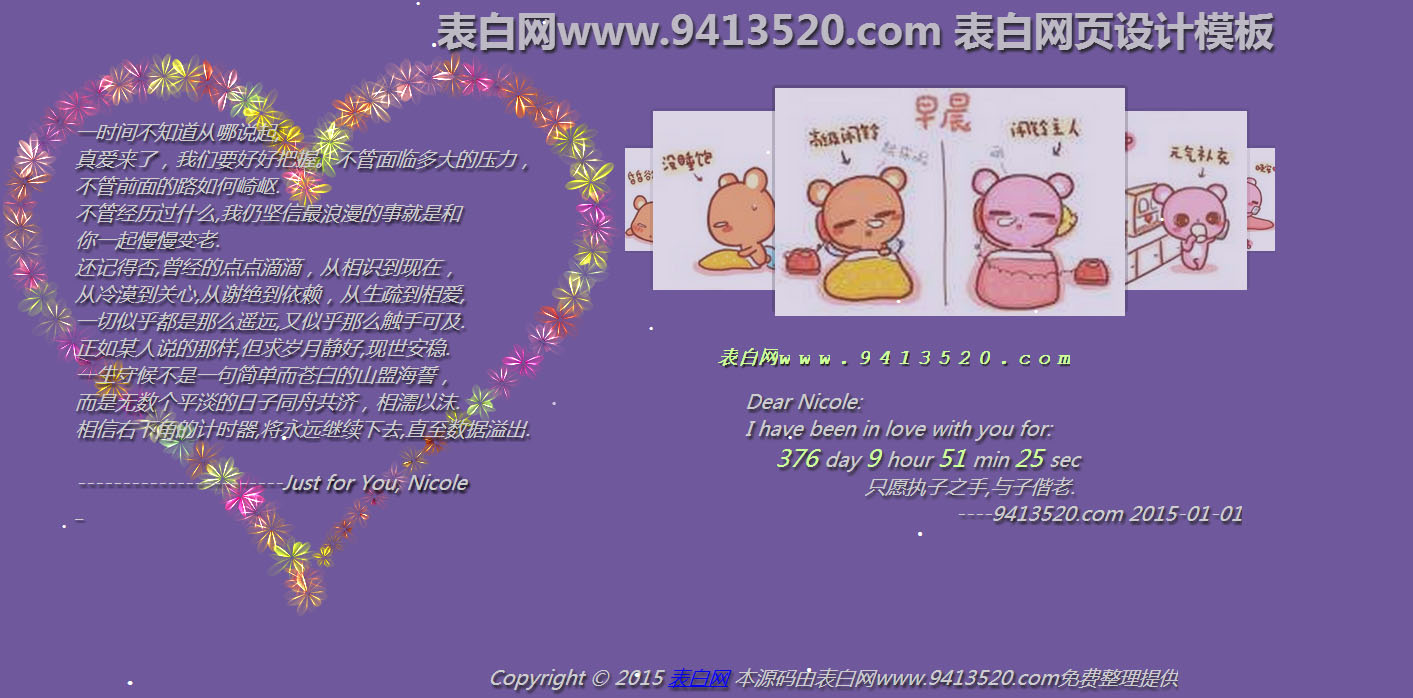 表白网www.9413520.com 表白网页设计模板
一时间不知道从哪说起,
真爱来了，我们要好好把握。不管面临多大的压力，
不管前面的路如何崎岖.
不管经历过什么,我仍坚信最浪漫的事就是和
你一起慢慢变老.
还记得否,曾经的点点滴滴，从相识到现在，
从冷漠到关心,从谢绝到依赖，从生疏到相爱,
一切似乎都是那么遥远,又似乎那么触手可及.
正如某人说的那样,但求岁月静好,现世安稳.
一生守候不是一句简单而苍白的山盟海誓，
而是无数个平淡的日子同舟共济，相濡以沫.
相信右下角的计时器,将永远继续下去,直至数据溢出.
-----------------------Just for You, Nicole
_
早晨
没睡饱
高级闹铃
闹铃主人
元气补充
表白网www.9413520.com
Dear Nicole:
I have been in love with you for:
376 day 9 hour 51 min 25 sec
只愿执子之手,与子偕老.
----9413520.com 2015-01-01
Copyright © 2015 表白网 本源码由表白网www.9413520.com免费整理提供